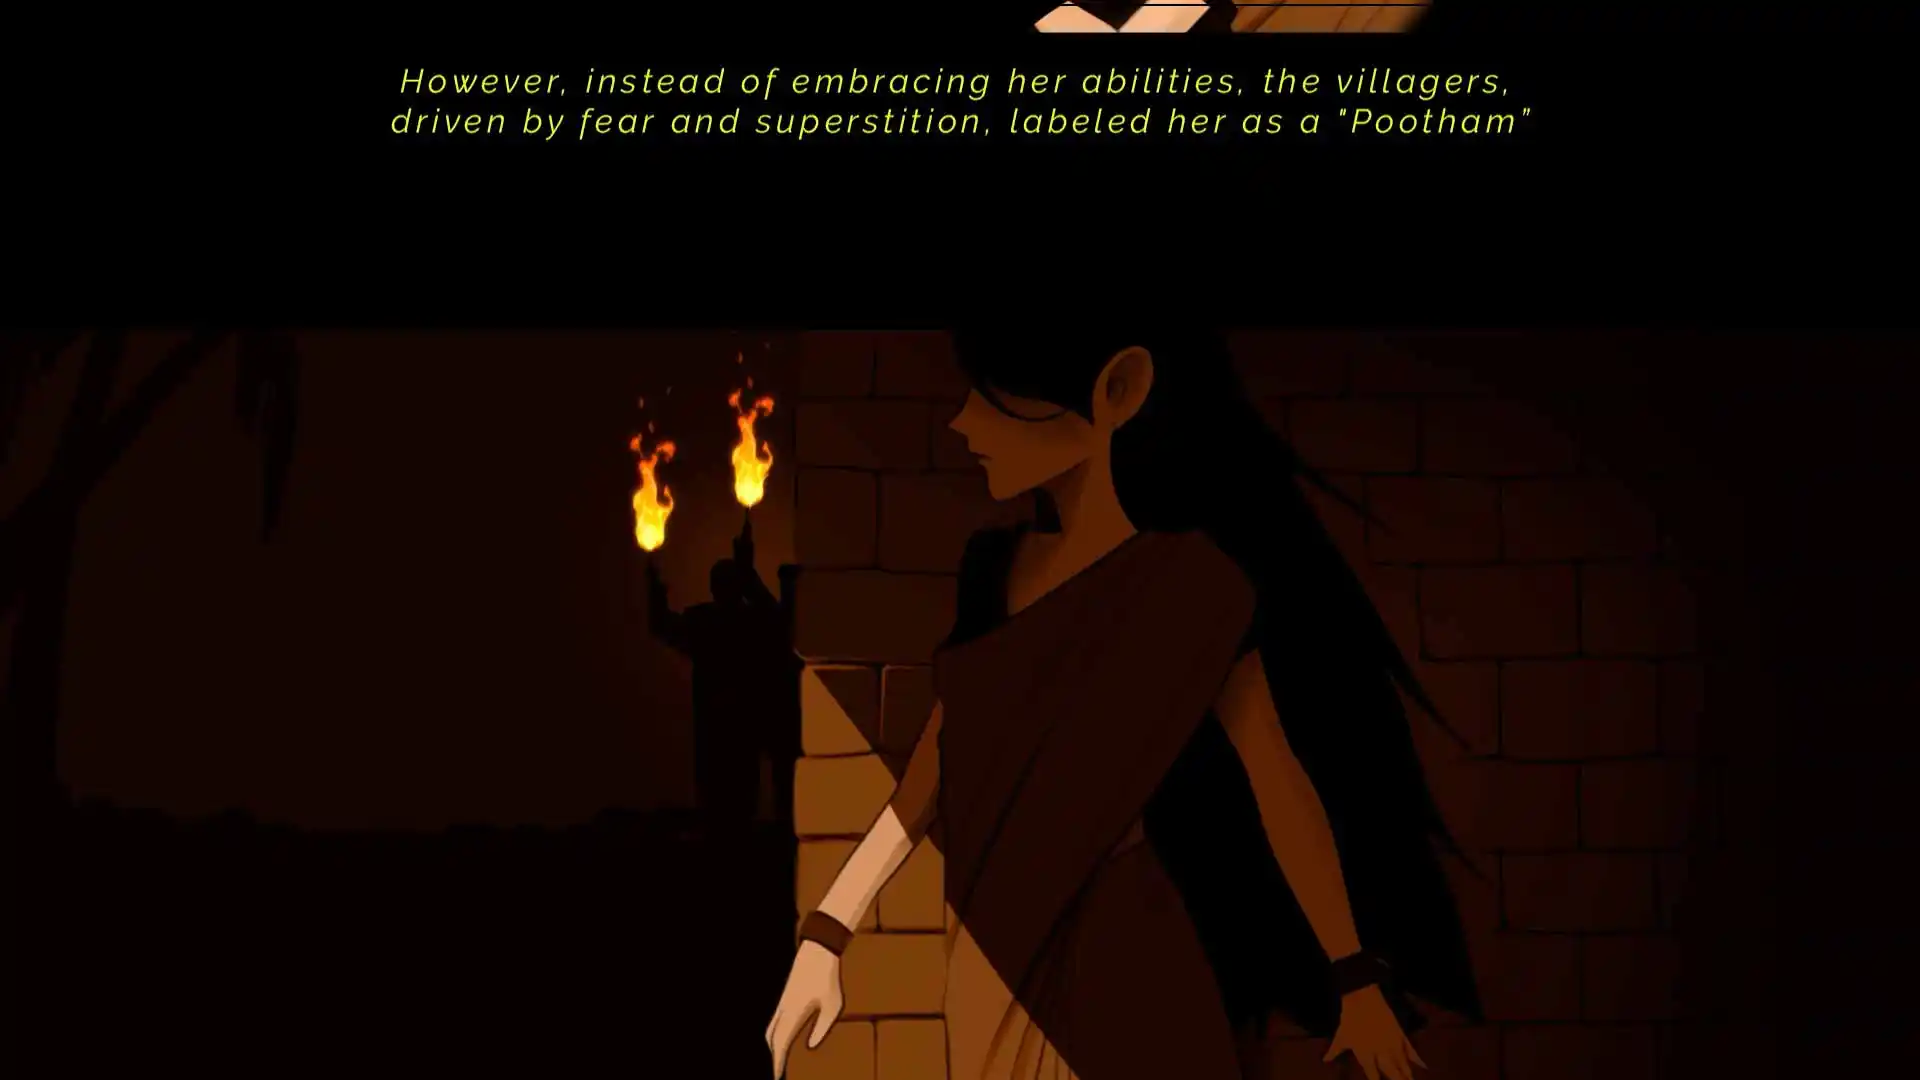 However, instead of embracing her abilities, the villagers,
driven by fear and superstition, labeled her as a "Pootham"